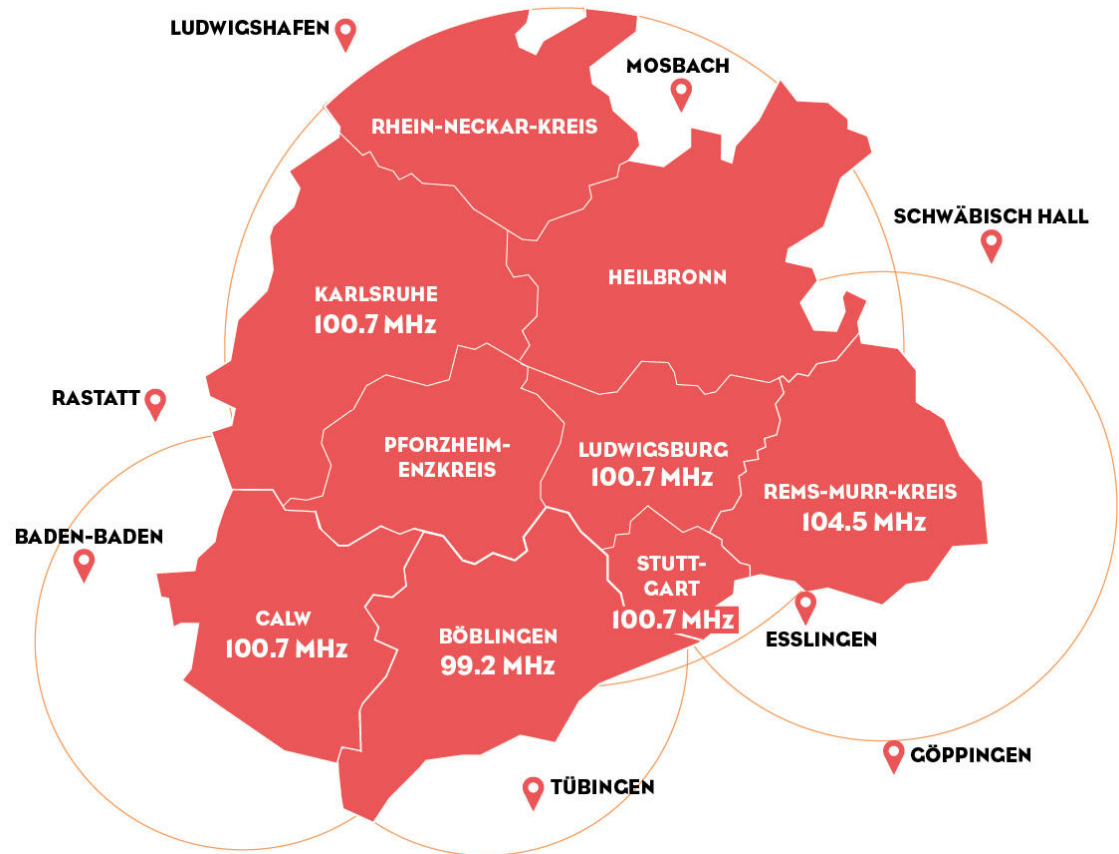 LUDWIGSHAFEN
MOSBACH
RHEIN-NECKAR-KREIS
SCHWÄBISCH HALL
HEILBRONN
KARLSRUHE
100.7 MHz
RASTATT
PFORZHEIM-
ENZKREIS
LUDWIGSBURG
100.7 MHz
REMS-MURR-KREIS
104.5 MHz
BADEN-BADEN
STUTT-
GART
100.7 MHz
CALW
100.7 MHz
BÖBLINGEN
99.2 MHz
ESSLINGEN
GÖPPINGEN
TÜBINGEN